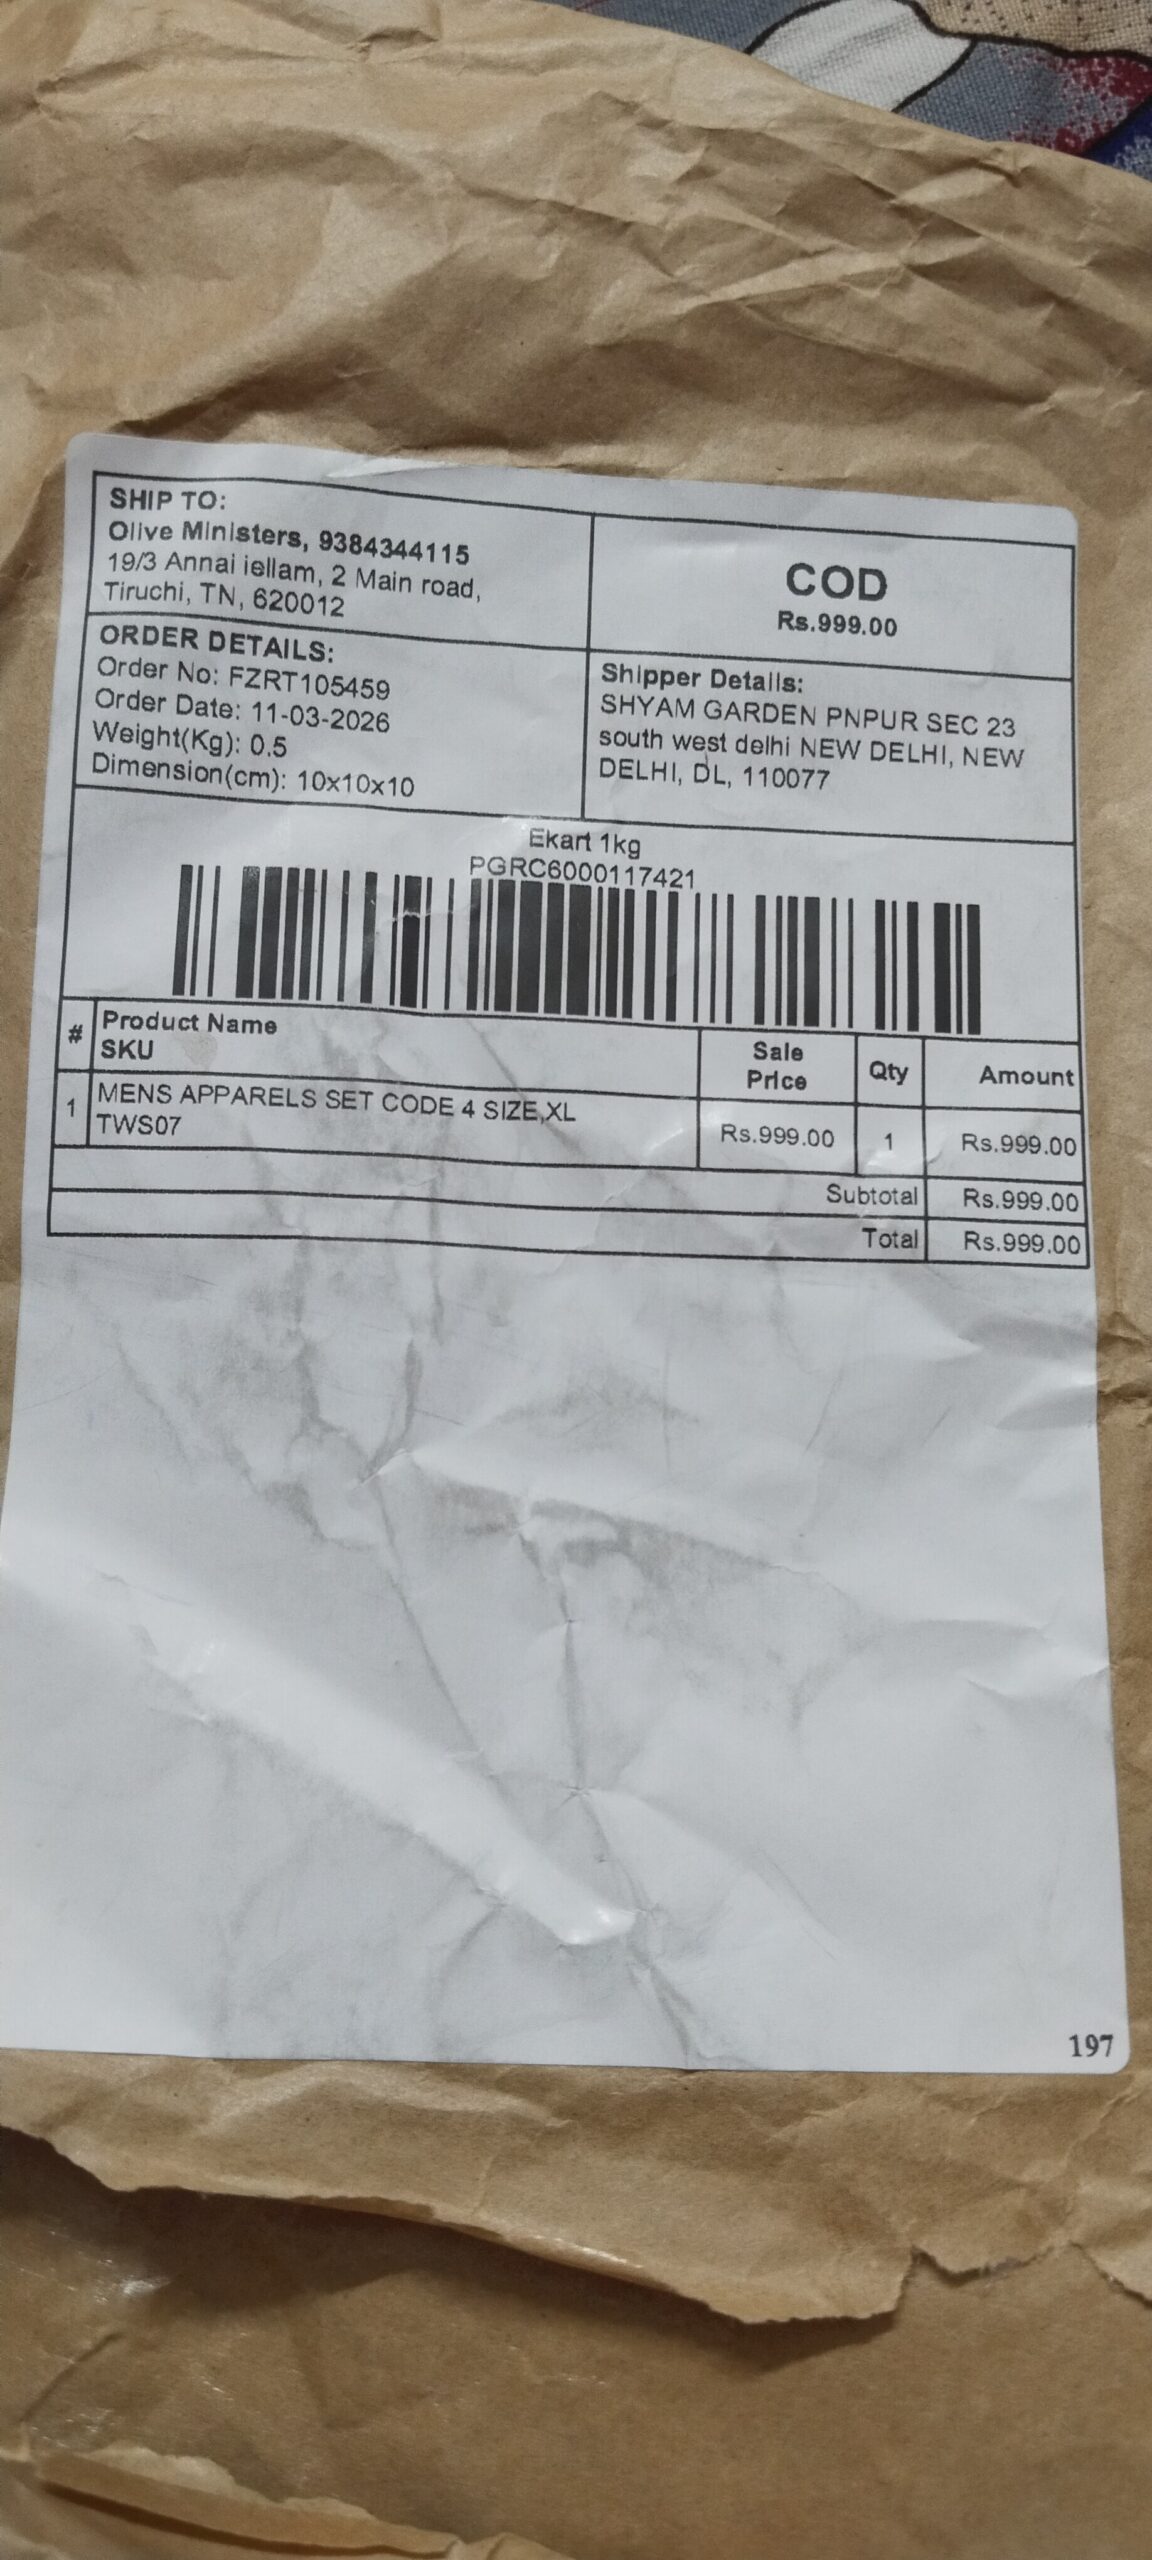 SHIP TO:
Olive Ministers, 9384344115
19/3 Annai iellam, 2 Main road,
Tiruchi, TN, 620012
COD
Rs.999.00
ORDER DETAILS:
Order No: FZRT105459
Order Date: 11-03-2026
Weight(Kg): 0.5
Dimension(cm): 10x10x10
Shipper Details:
SHYAM GARDEN PNPUR SEC 23
south west delhi NEW DELHI, NEW
DELHI, DL, 110077
Ekart 1kg
PGRC6000117421
# Product Name SKU Sale Price Qty Amount
1 MENS APPARELS SET CODE 4 SIZE,XL Rs.999.00 1 Rs.999.00
TWS07
Subtotal Rs.999.00
Total Rs.999.00
197